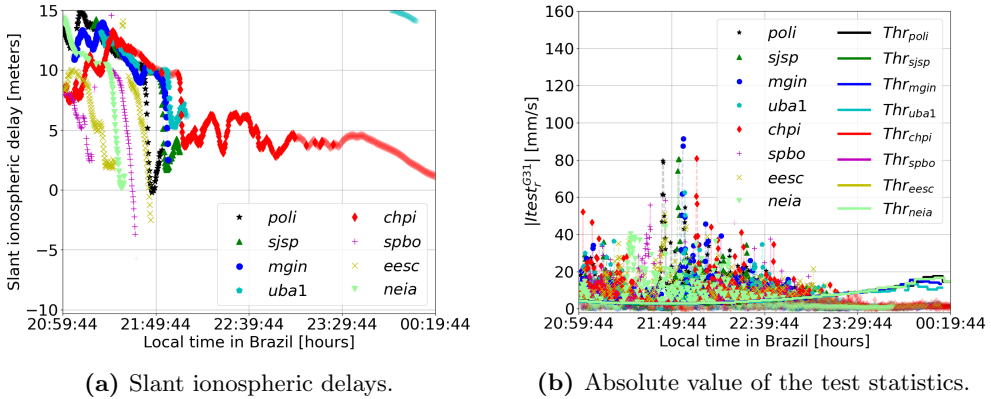 15
10
5
0
−5
−10
Slant ionospheric delay [meters]
poli
sjsp
mgin
uba1
chpi
spbo
eesc
neia
20:59:44 21:49:44 22:39:44 23:29:44 00:19:44
Local time in Brazil [hours]
(a) Slant ionospheric delays.
160
140
120
100
80
60
40
20
0
|Itest_r^{G31}| [mm/s]
poli
sjsp
mgin
uba1
chpi
spbo
eesc
neia
Thr_poli
Thr_sjsp
Thr_mgin
Thr_uba1
Thr_chpi
Thr_spbo
Thr_eesc
Thr_neia
20:59:44 21:49:44 22:39:44 23:29:44 00:19:44
Local time in Brazil [hours]
(b) Absolute value of the test statistics.